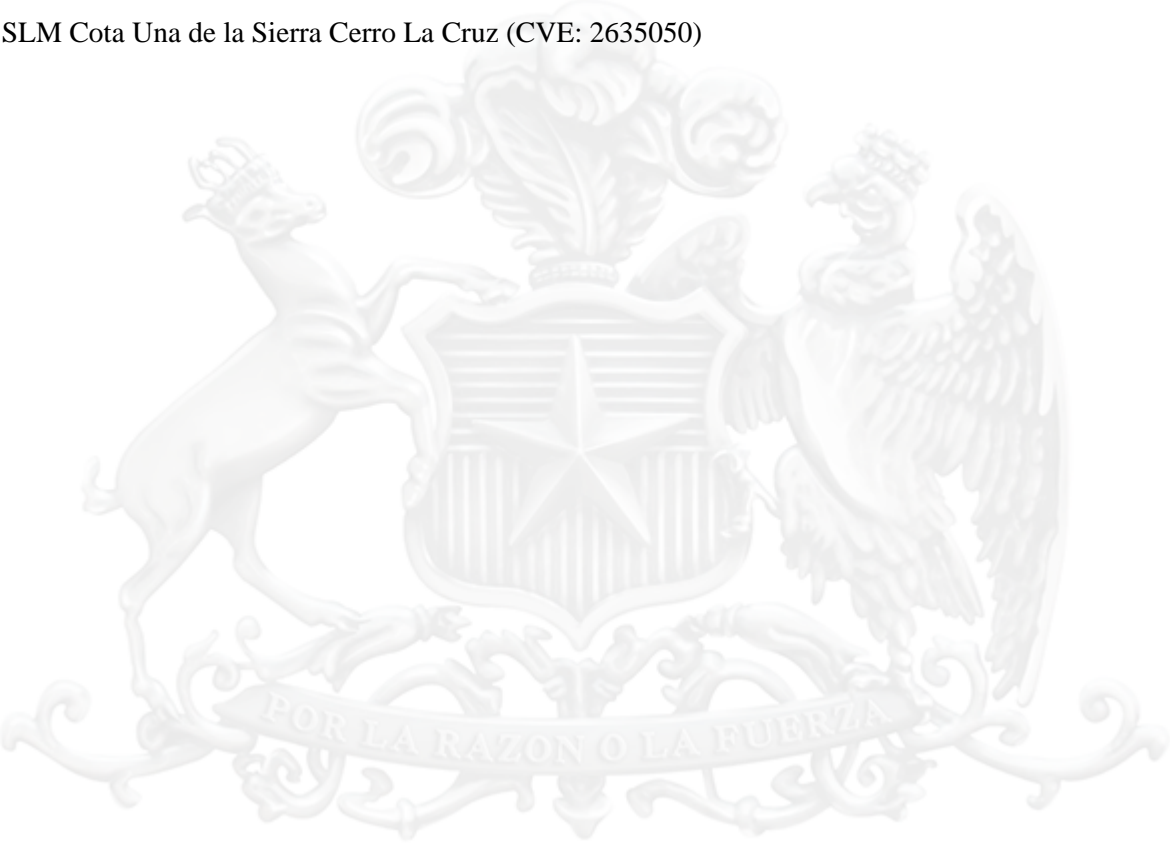 SLM Cota Una de la Sierra Cerro La Cruz (CVE: 2635050)
POR LA RAZON O LA FUERZA